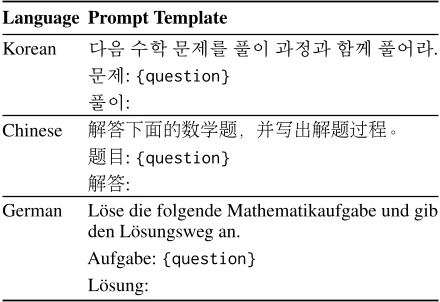 Language Prompt Template
Korean 다음 수학 문제를 풀이 과정과 함께 풀어라.
문제: {question}
풀이:
Chinese 解答下面的数学题，并写出解题过程。
题目: {question}
解答:
German Löse die folgende Mathematikaufgabe und gib
den Lösungsweg an.
Aufgabe: {question}
Lösung: